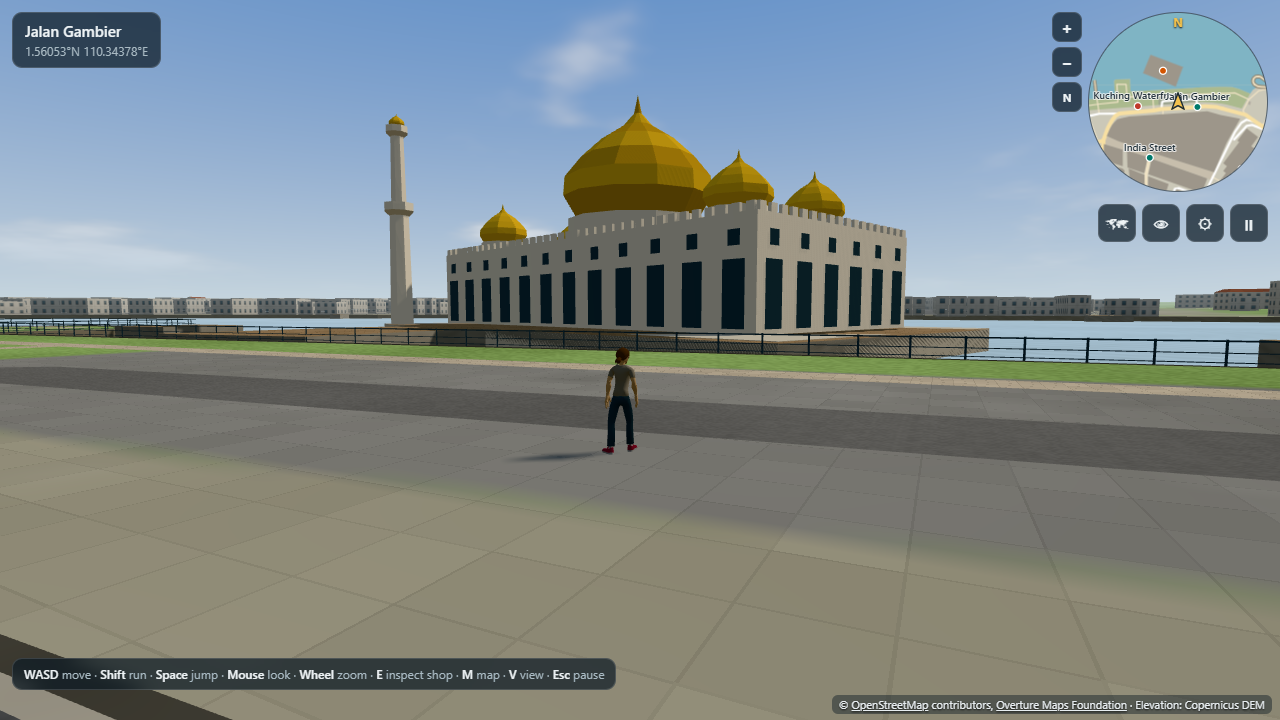 Jalan Gambier
1.56053°N 110.34378°E
+
−
N
N
Kuching Waterf
Jalan Gambier
India Street
WASD move · Shift run · Space jump · Mouse look · Wheel zoom · E inspect shop · M map · V view · Esc pause
© OpenStreetMap contributors, Overture Maps Foundation · Elevation: Copernicus DEM